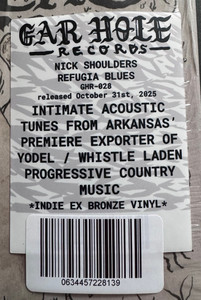 GAR HOLE
RECORDS
NICK SHOULDERS
REFUGIA BLUES
GHR-028
released October 31st, 2025
INTIMATE ACOUSTIC
TUNES FROM ARKANSAS'
PREMIERE EXPORTER OF
YODEL / WHISTLE LADEN
PROGRESSIVE COUNTRY
MUSIC
*INDIE EX BRONZE VINYL*
0634457228139